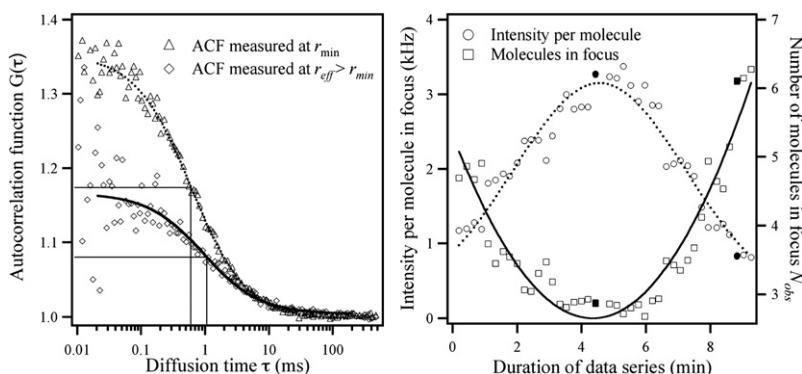 1.4
1.3
1.2
1.1
1.0
Autocorrelation function G(τ)
△ ACF measured at r_min
◇ ACF measured at r_eff > r_min
0.01 0.1 1 10 100
Diffusion time τ (ms)
4
3
2
1
0
Intensity per molecule in focus (kHz)
○ Intensity per molecule
□ Molecules in focus
0 2 4 6 8
Duration of data series (min)
7
6
5
4
3
Number of molecules in focus N_obs